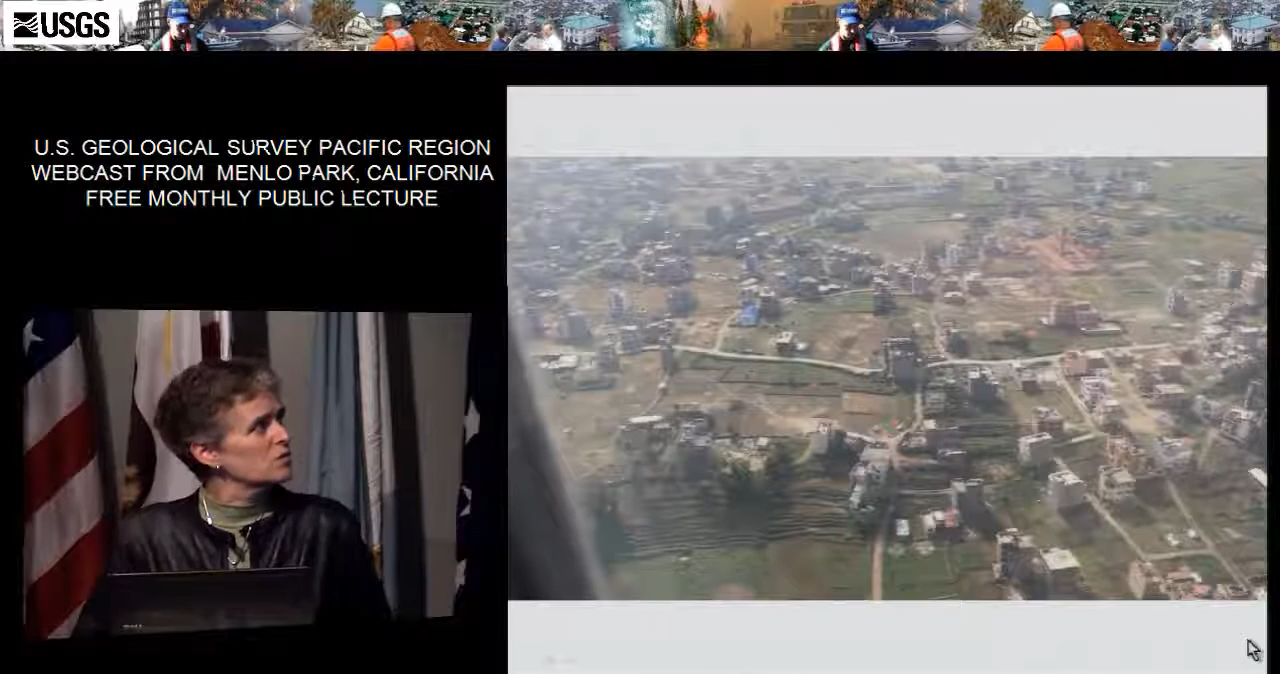 USGS
U.S. GEOLOGICAL SURVEY PACIFIC REGION
WEBCAST FROM MENLO PARK, CALIFORNIA
FREE MONTHLY PUBLIC LECTURE